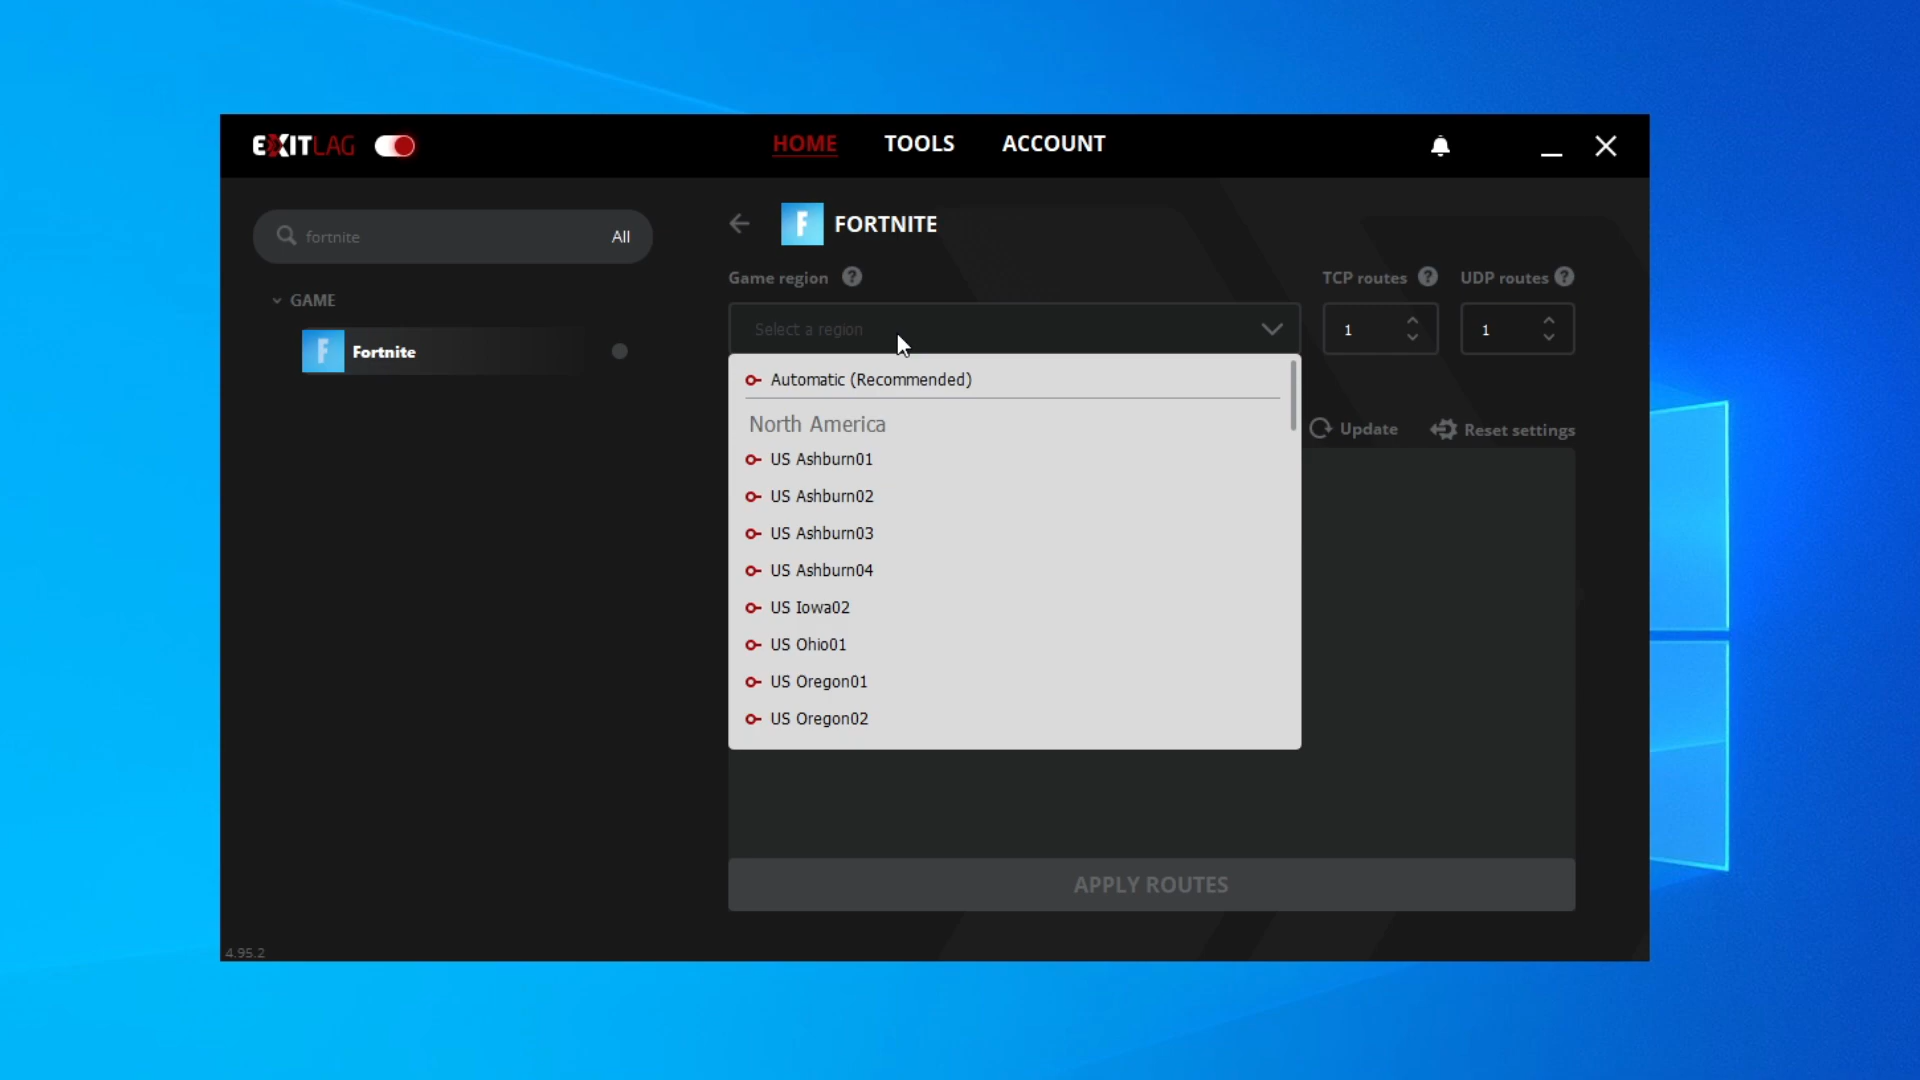 EXITLAG
HOME
TOOLS
ACCOUNT
fortnite
All
GAME
F
Fortnite
F
FORTNITE
Game region ?
TCP routes ?
UDP routes ?
Select a region
1
1
Automatic (Recommended)
North America
US Ashburn01
US Ashburn02
US Ashburn03
US Ashburn04
US Iowa02
US Ohio01
US Oregon01
US Oregon02
Update
Reset settings
APPLY ROUTES
4.95.2